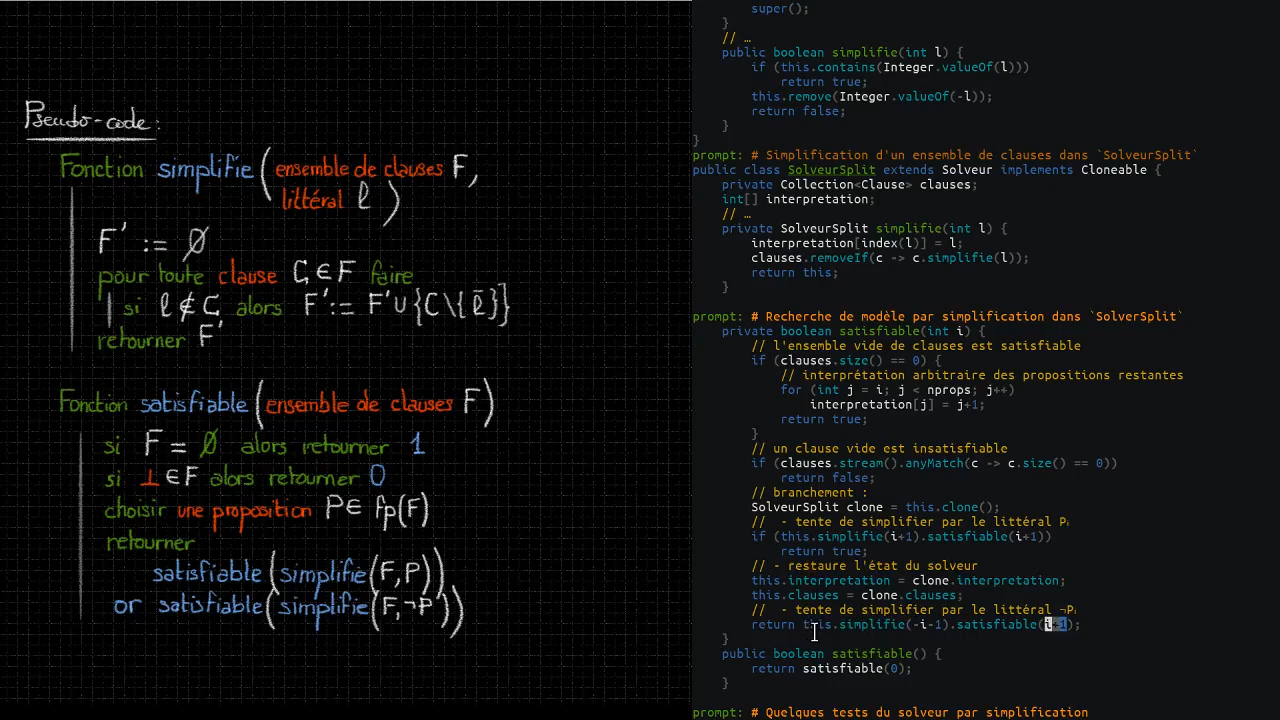 Pseudo-code :
Fonction simplifie (ensemble de clauses F,
littéral l)
F' := ∅
pour toute clause C ∈ F faire
si l ∉ C alors F' := F' ∪ {C \ {l̄}}
retourner F'
Fonction satisfiable (ensemble de clauses F)
si F = ∅ alors retourner 1
si ⊥ ∈ F alors retourner 0
choisir une proposition P ∈ fp(F)
retourner
satisfiable (simplifie (F, P))
or satisfiable (simplifie (F, ¬P))
super();
}
// …
public boolean simplifie(int l) {
if (this.contains(Integer.valueOf(l)))
return true;
this.remove(Integer.valueOf(-l));
return false;
}
}
prompt: # Simplification d'un ensemble de clauses dans `SolveurSplit`
public class SolveurSplit extends Solveur implements Cloneable {
private Collection<Clause> clauses;
int[] interpretation;
// …
private SolveurSplit simplifie(int l) {
interpretation[index(l)] = l;
clauses.removeIf(c -> c.simplifie(l));
return this;
}
prompt: # Recherche de modèle par simplification dans `SolverSplit`
private boolean satisfiable(int i) {
// l'ensemble vide de clauses est satisfiable
if (clauses.size() == 0) {
// interprétation arbitraire des propositions restantes
for (int j = i; j < nprops; j++)
interpretation[j] = j+1;
return true;
}
// un clause vide est insatisfiable
if (clauses.stream().anyMatch(c -> c.size() == 0))
return false;
// branchement :
SolveurSplit clone = this.clone();
//  - tente de simplifier par le littéral Pᵢ
if (this.simplifie(i+1).satisfiable(i+1))
return true;
// - restaure l'état du solveur
this.interpretation = clone.interpretation;
this.clauses = clone.clauses;
//  - tente de simplifier par le littéral ¬Pᵢ
return this.simplifie(-i-1).satisfiable(i+1);
}
public boolean satisfiable() {
return satisfiable(0);
}
prompt: # Quelques tests du solveur par simplification